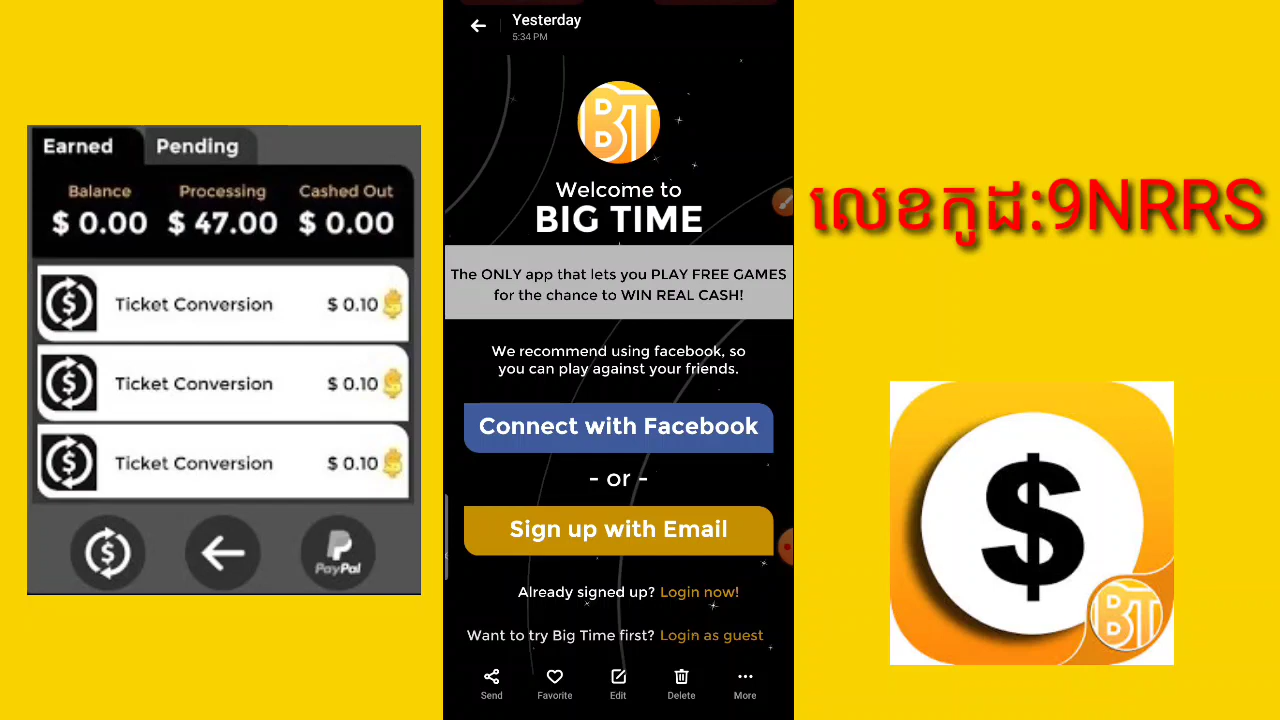 Earned Pending
Balance Processing Cashed Out
$ 0.00 $ 47.00 $ 0.00
Ticket Conversion $ 0.10
Ticket Conversion $ 0.10
Ticket Conversion $ 0.10
PayPal
Yesterday
5:34 PM
BT
Welcome to
BIG TIME
The ONLY app that lets you PLAY FREE GAMES
for the chance to WIN REAL CASH!
We recommend using facebook, so
you can play against your friends.
Connect with Facebook
- or -
Sign up with Email
Already signed up? Login now!
Want to try Big Time first? Login as guest
Send Favorite Edit Delete More
លេខកូដ:9NRRS
$
BT